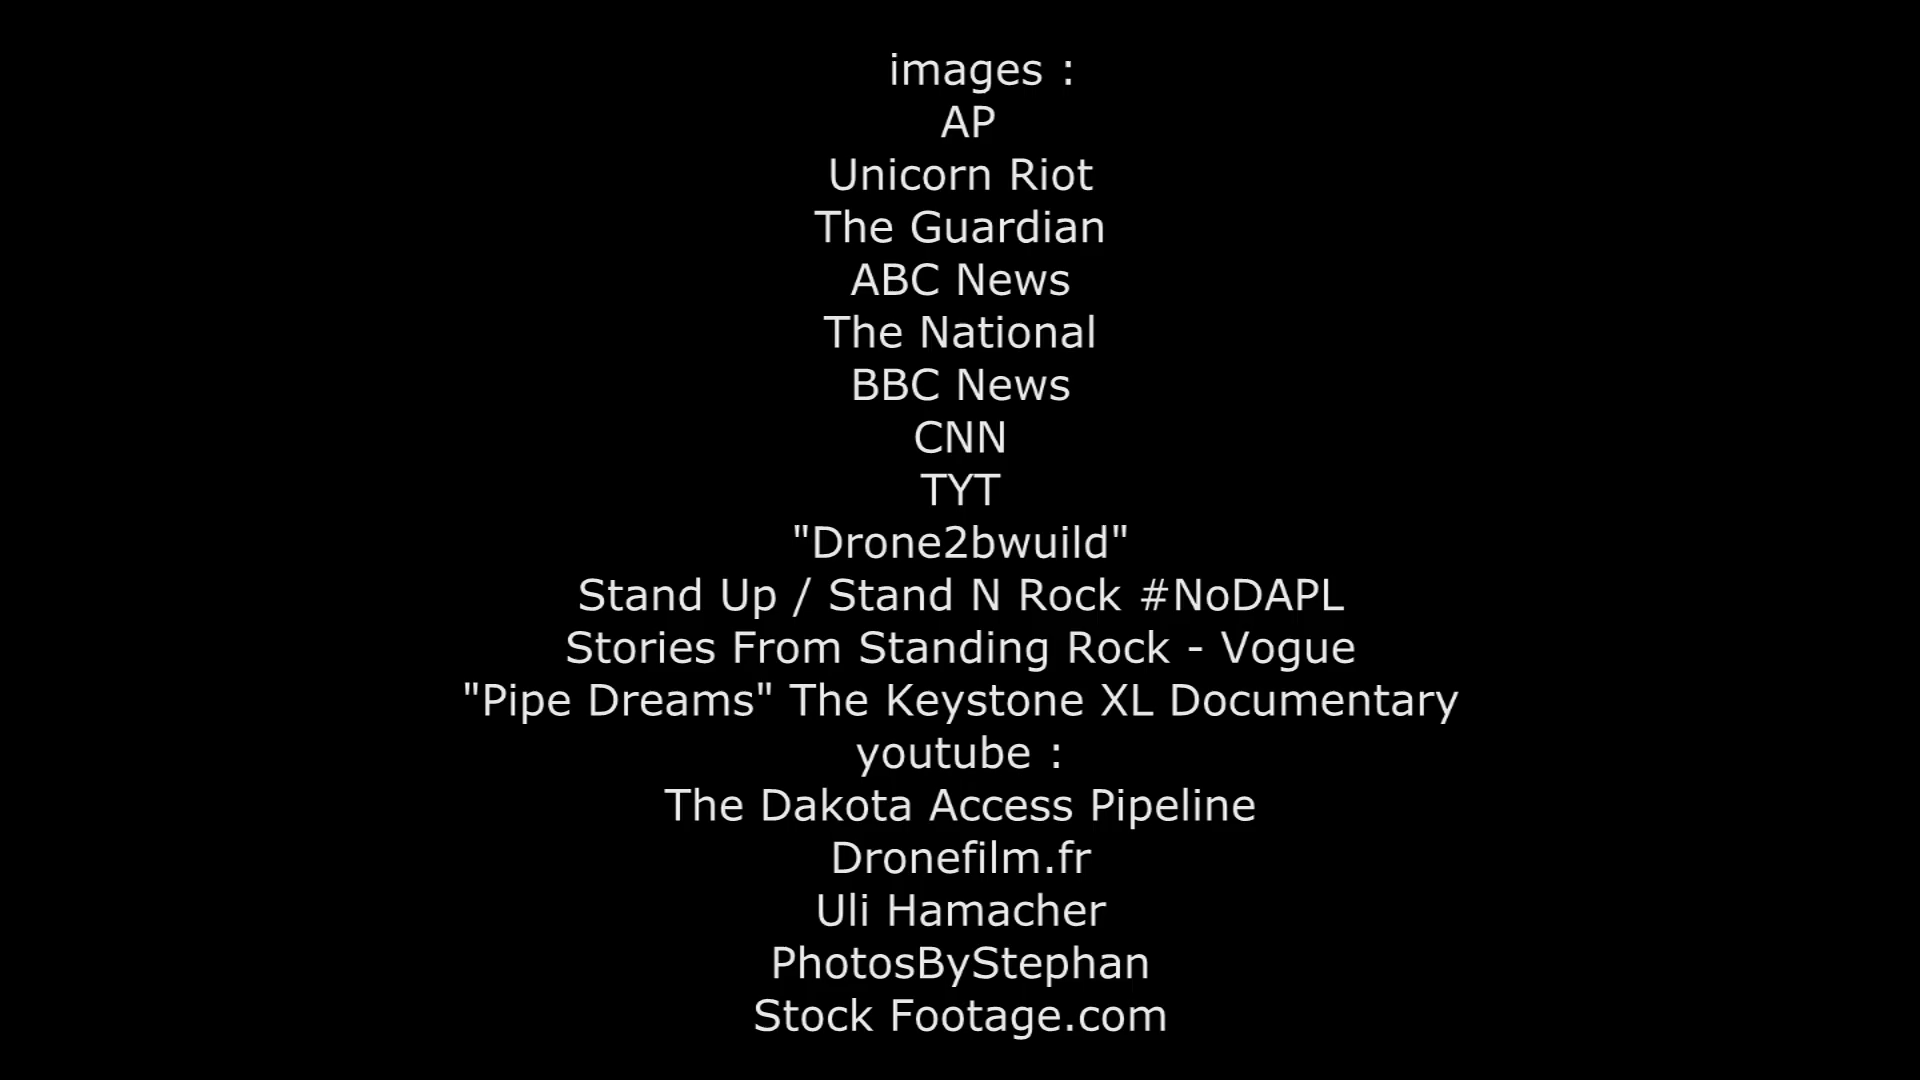 images :
AP
Unicorn Riot
The Guardian
ABC News
The National
BBC News
CNN
TYT
"Drone2bwuild"
Stand Up / Stand N Rock #NoDAPL
Stories From Standing Rock - Vogue
"Pipe Dreams" The Keystone XL Documentary
youtube :
The Dakota Access Pipeline
Dronefilm.fr
Uli Hamacher
PhotosByStephan
Stock Footage.com